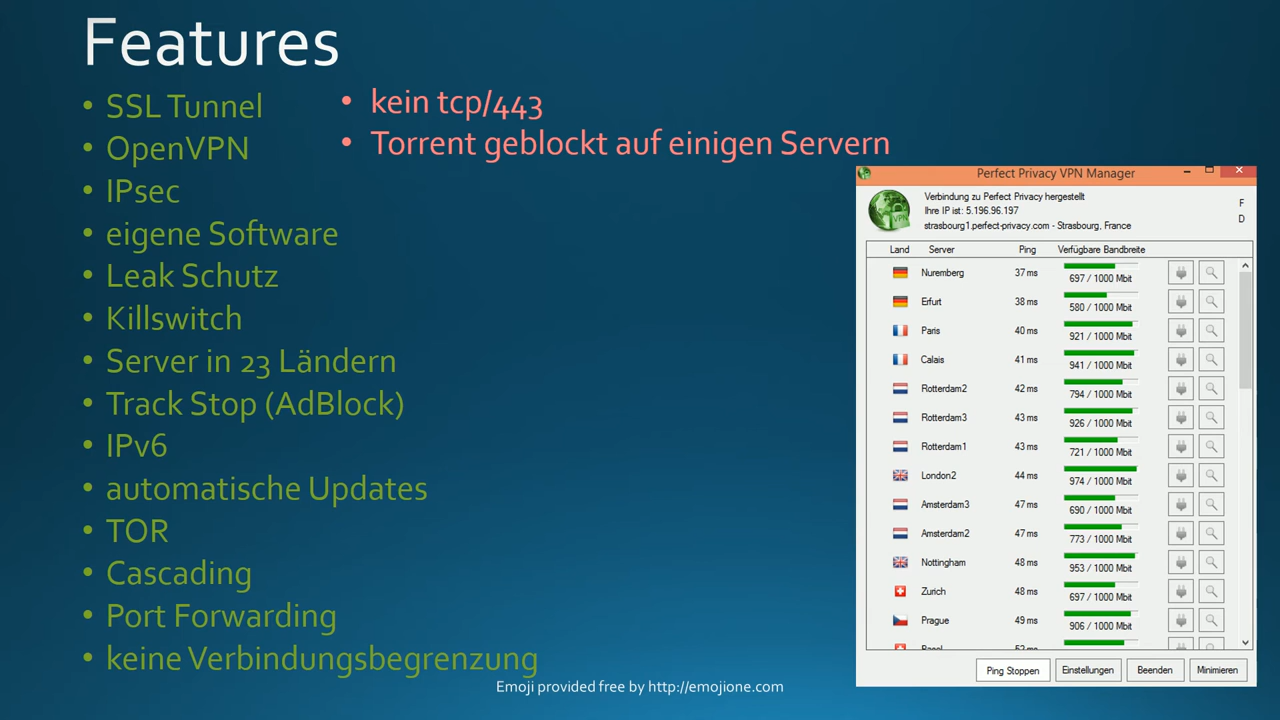 Features
• SSL Tunnel
• OpenVPN
• IPsec
• eigene Software
• Leak Schutz
• Killswitch
• Server in 23 Ländern
• Track Stop (AdBlock)
• IPv6
• automatische Updates
• TOR
• Cascading
• Port Forwarding
• keine Verbindungsbegrenzung
• kein tcp/443
• Torrent geblockt auf einigen Servern
Perfect Privacy VPN Manager
VPN
Verbindung zu Perfect Privacy hergestellt
Ihre IP ist: 5.196.96.197
strasbourg1.perfect-privacy.com - Strasbourg, France
F
D
Land Server Ping Verfügbare Bandbreite
Nuremberg 37 ms 697 / 1000 Mbit
Erfurt 38 ms 580 / 1000 Mbit
Paris 40 ms 921 / 1000 Mbit
Calais 41 ms 941 / 1000 Mbit
Rotterdam2 42 ms 794 / 1000 Mbit
Rotterdam3 43 ms 926 / 1000 Mbit
Rotterdam1 43 ms 721 / 1000 Mbit
London2 44 ms 974 / 1000 Mbit
Amsterdam3 47 ms 690 / 1000 Mbit
Amsterdam2 47 ms 773 / 1000 Mbit
Nottingham 48 ms 953 / 1000 Mbit
Zurich 48 ms 697 / 1000 Mbit
Prague 49 ms 906 / 1000 Mbit
Ping Stoppen Einstellungen Beenden Minimieren
Emoji provided free by http://emojione.com